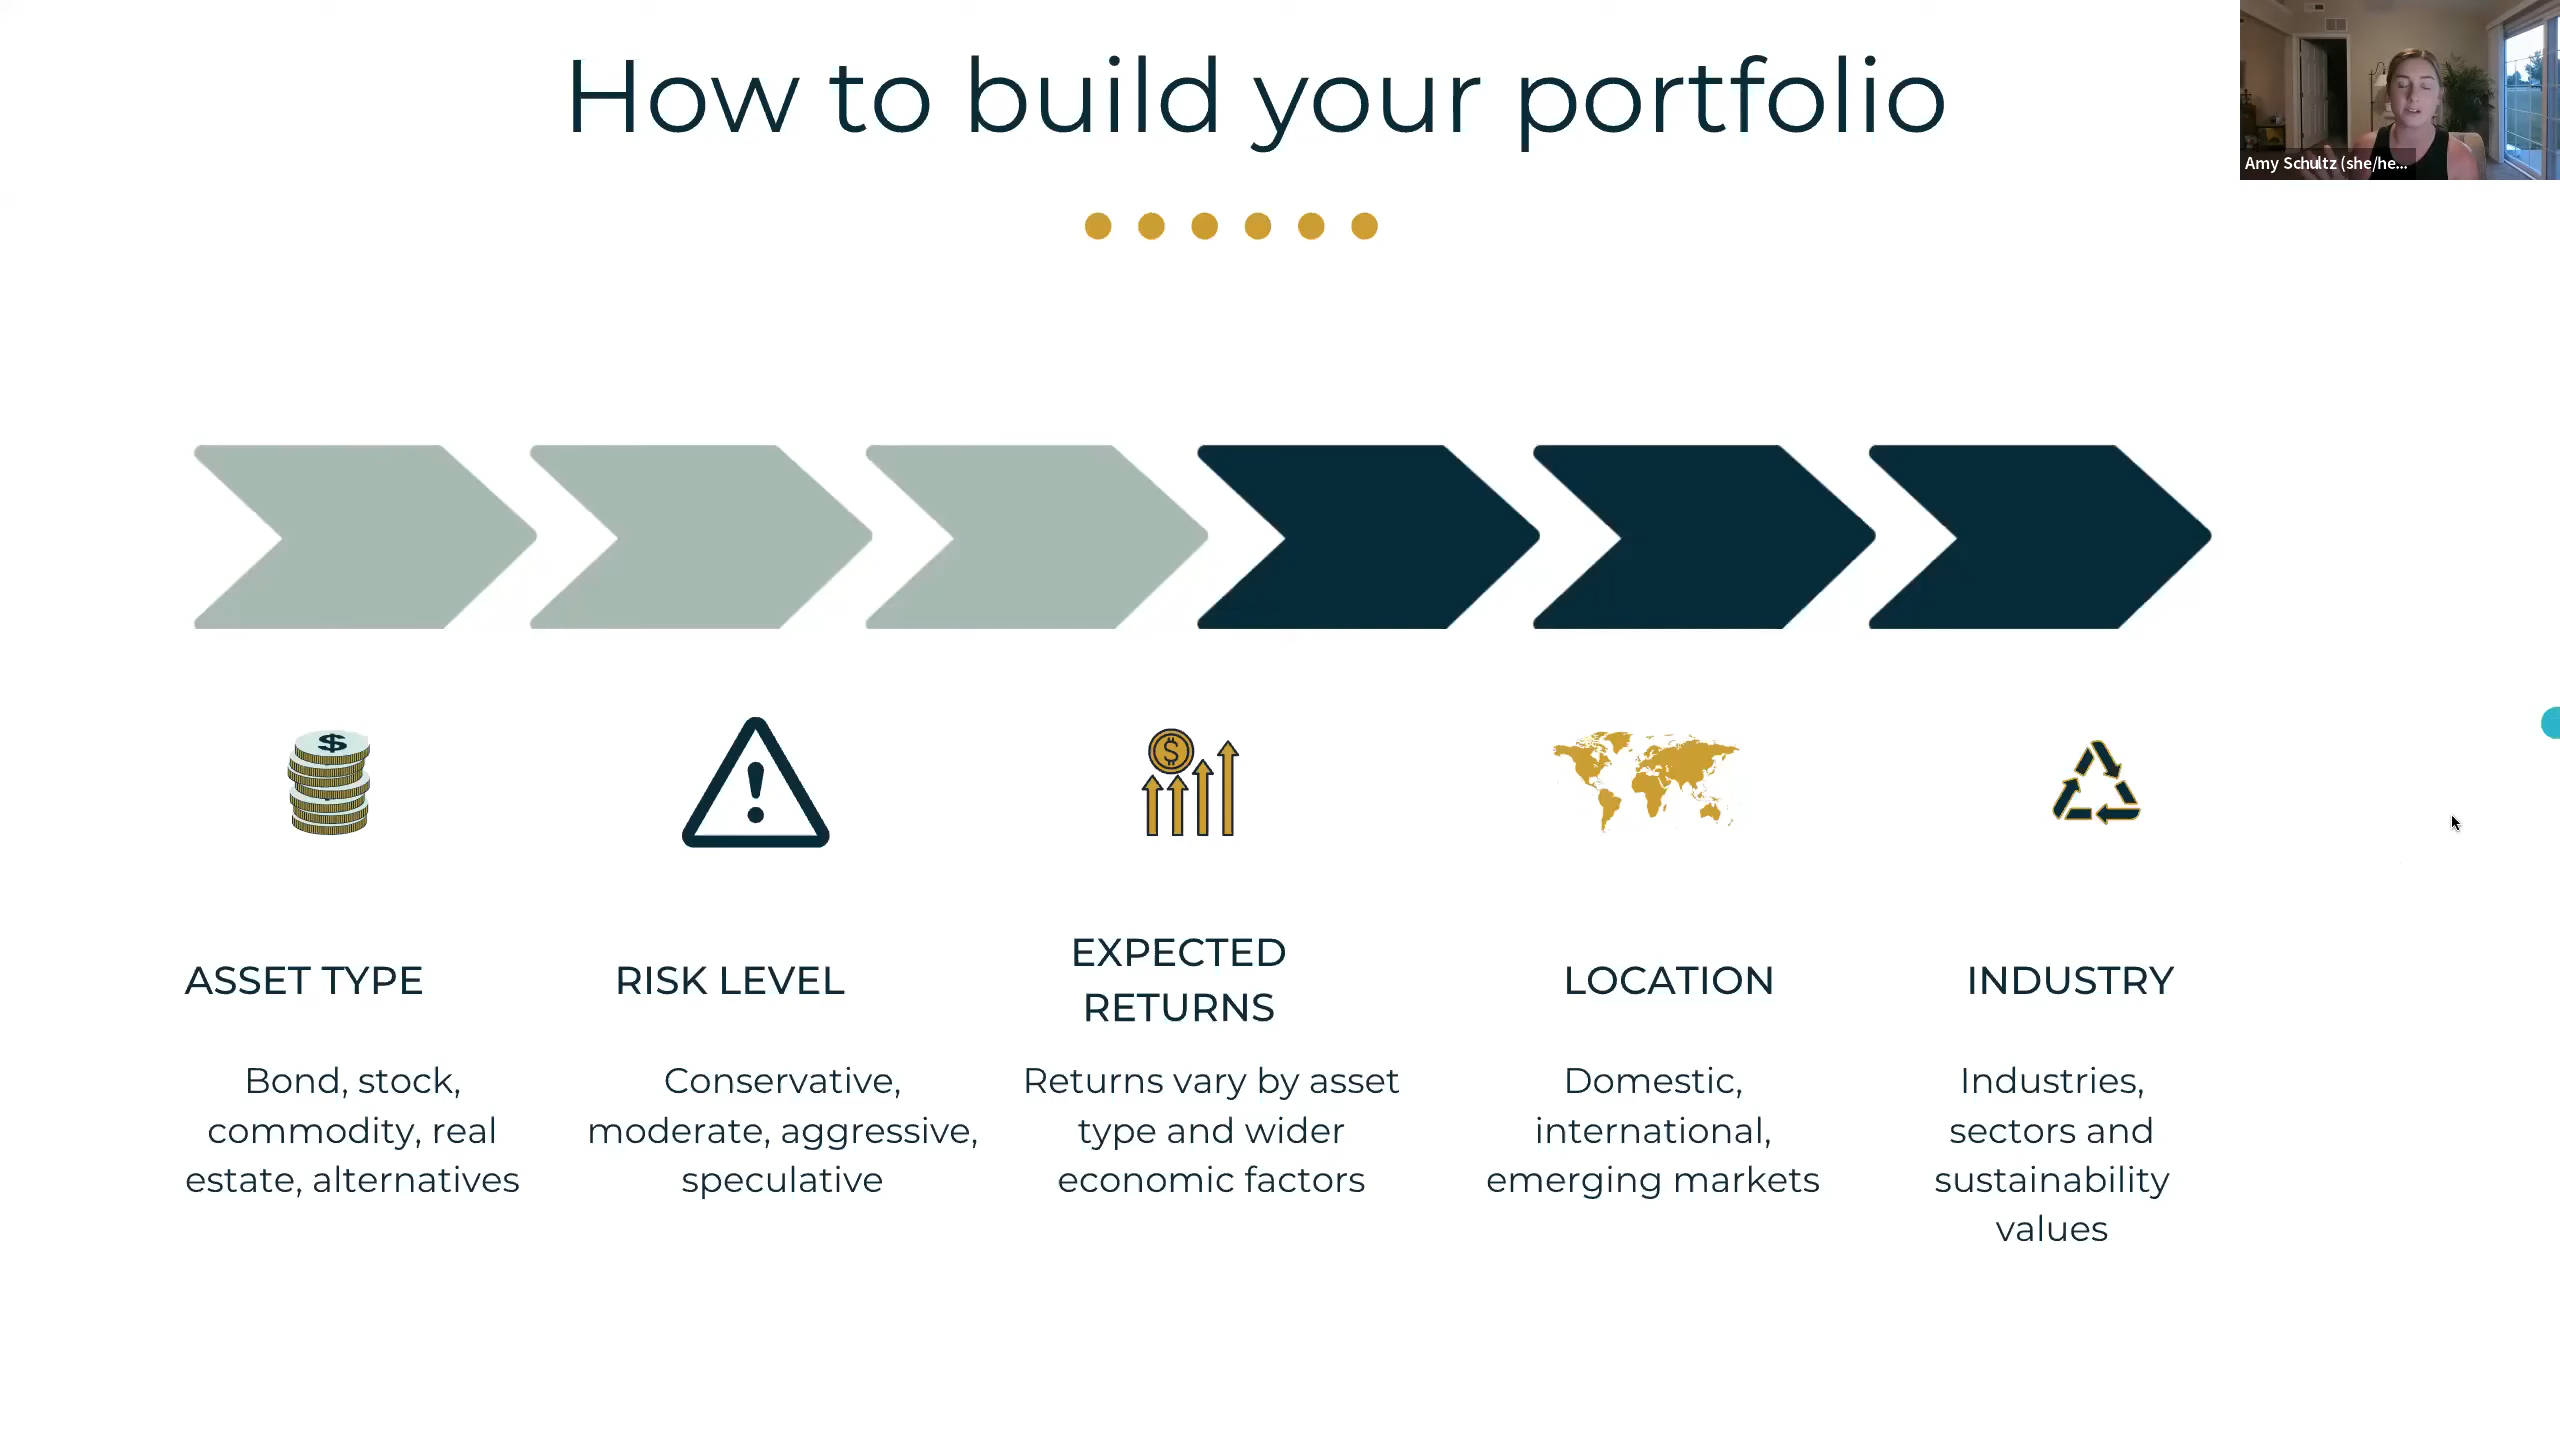 How to build your portfolio
Amy Schultz (she/he...
$
!
$
ASSET TYPE
Bond, stock,
commodity, real
estate, alternatives
RISK LEVEL
Conservative,
moderate, aggressive,
speculative
EXPECTED
RETURNS
Returns vary by asset
type and wider
economic factors
LOCATION
Domestic,
international,
emerging markets
INDUSTRY
Industries,
sectors and
sustainability
values